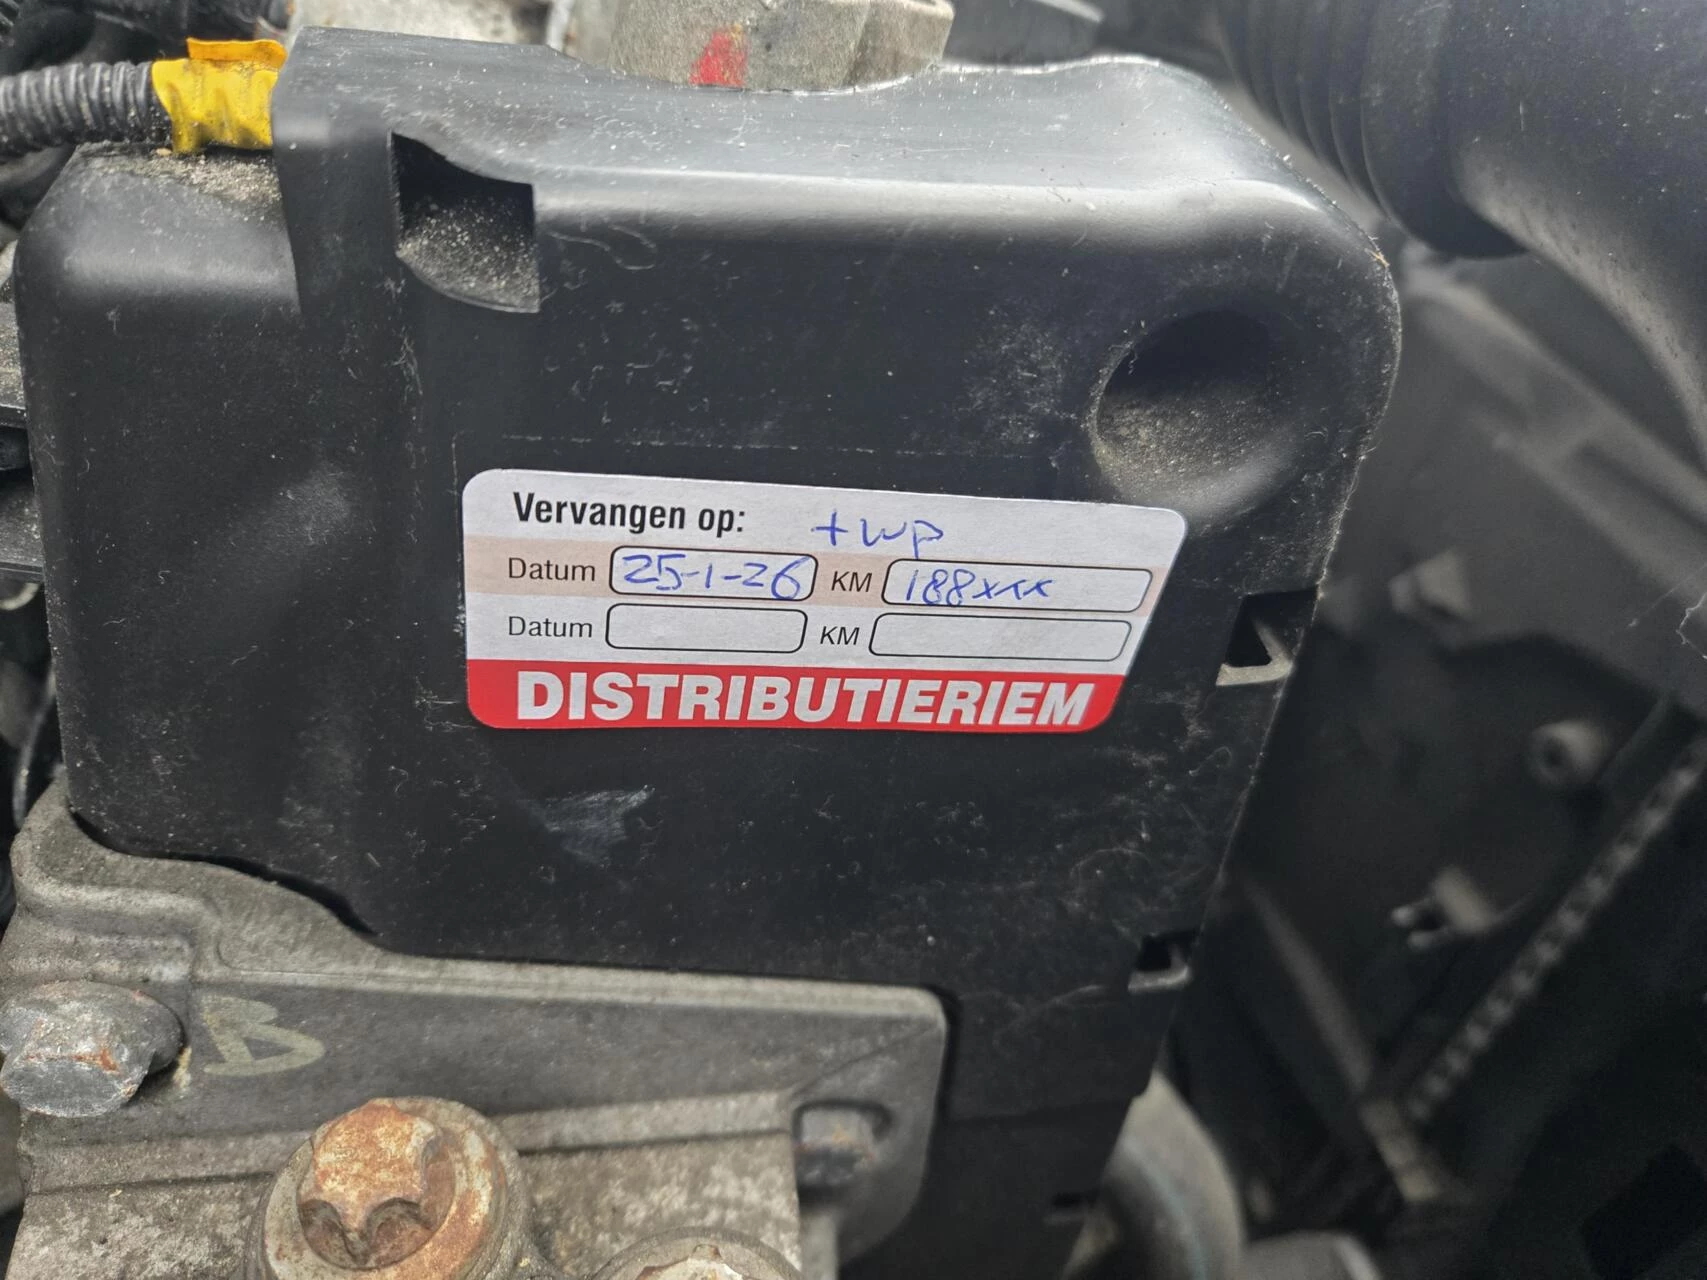 Vervangen op: + WP
Datum 25-1-26 KM 188xxx
Datum KM
DISTRIBUTIERIEM
B